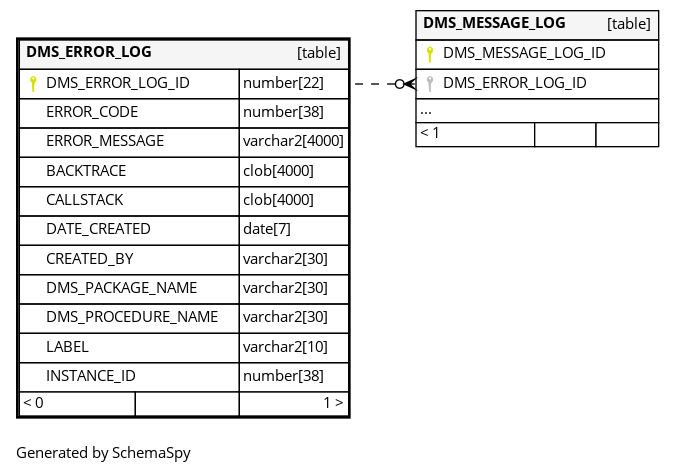 DMS_ERROR_LOG [table]
DMS_ERROR_LOG_ID number[22]
ERROR_CODE number[38]
ERROR_MESSAGE varchar2[4000]
BACKTRACE clob[4000]
CALLSTACK clob[4000]
DATE_CREATED date[7]
CREATED_BY varchar2[30]
DMS_PACKAGE_NAME varchar2[30]
DMS_PROCEDURE_NAME varchar2[30]
LABEL varchar2[10]
INSTANCE_ID number[38]
< 0 1 >
DMS_MESSAGE_LOG [table]
DMS_MESSAGE_LOG_ID
DMS_ERROR_LOG_ID
...
< 1
Generated by SchemaSpy